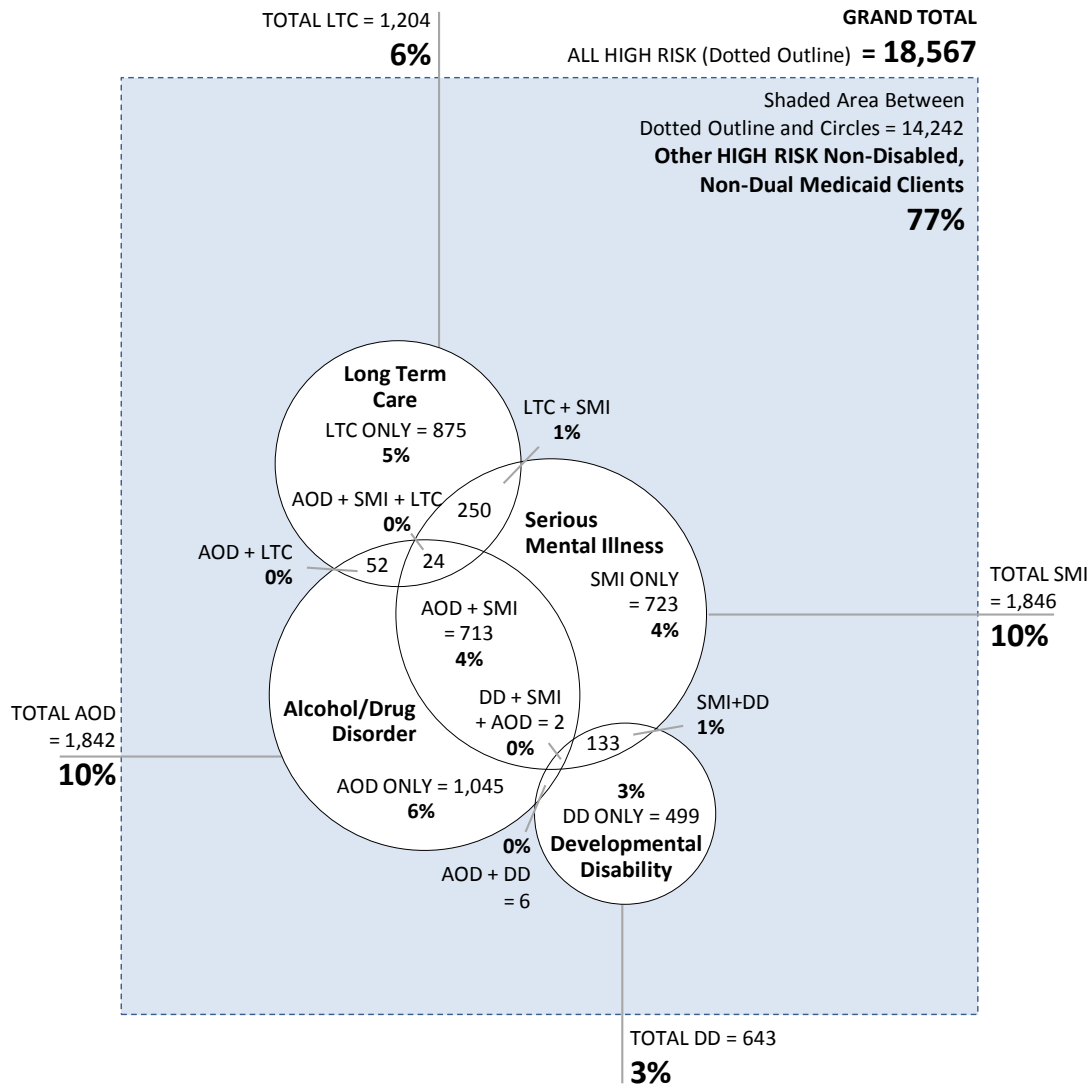 TOTAL LTC = 1,204
6%
GRAND TOTAL
ALL HIGH RISK (Dotted Outline) = 18,567
Shaded Area Between
Dotted Outline and Circles = 14,242
Other HIGH RISK Non-Disabled,
Non-Dual Medicaid Clients
77%
Long Term
Care
LTC ONLY = 875
5%
LTC + SMI
1%
250
AOD + SMI + LTC
0%
24
AOD + LTC
0%
52
Serious
Mental Illness
SMI ONLY
= 723
4%
TOTAL SMI
= 1,846
10%
AOD + SMI
= 713
4%
DD + SMI
+ AOD = 2
0%
SMI+DD
1%
133
TOTAL AOD
= 1,842
10%
Alcohol/Drug
Disorder
AOD ONLY = 1,045
6%
0%
AOD + DD
= 6
3%
DD ONLY = 499
Developmental
Disability
TOTAL DD = 643
3%